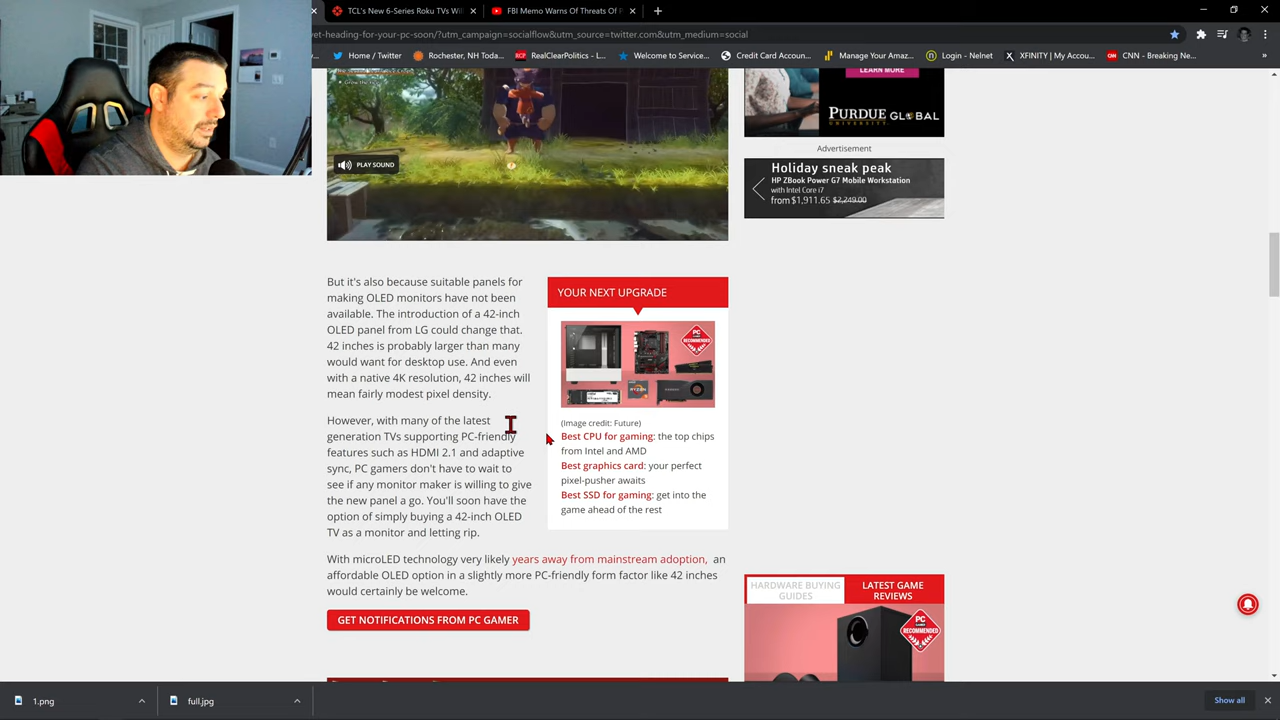 TCL's New 6-Series Roku TVs Wil
FBI Memo Warns Of Threats Of P
et-heading-for-your-pc-soon/?utm_campaign=socialflow&utm_source=twitter.com&utm_medium=social
Home / Twitter
Rochester, NH Toda...
RealClearPolitics - L...
Welcome to Service...
Credit Card Accoun...
Manage Your Amaz...
Login - Nelnet
XFINITY | My Accou...
CNN - Breaking Ne...
LEARN MORE
PURDUE GLOBAL
UNIVERSITY
Advertisement
Holiday sneak peak
HP ZBook Power G7 Mobile Workstation
with Intel Core i7
from $1,911.65 $2,249.00
PLAY SOUND
But it's also because suitable panels for
making OLED monitors have not been
available. The introduction of a 42-inch
OLED panel from LG could change that.
42 inches is probably larger than many
would want for desktop use. And even
with a native 4K resolution, 42 inches will
mean fairly modest pixel density.
However, with many of the latest
generation TVs supporting PC-friendly
features such as HDMI 2.1 and adaptive
sync, PC gamers don't have to wait to
see if any monitor maker is willing to give
the new panel a go. You'll soon have the
option of simply buying a 42-inch OLED
TV as a monitor and letting rip.
YOUR NEXT UPGRADE
PC GAMER
RECOMMENDED
RYZEN
(Image credit: Future)
Best CPU for gaming: the top chips
from Intel and AMD
Best graphics card: your perfect
pixel-pusher awaits
Best SSD for gaming: get into the
game ahead of the rest
With microLED technology very likely years away from mainstream adoption, an
affordable OLED option in a slightly more PC-friendly form factor like 42 inches
would certainly be welcome.
GET NOTIFICATIONS FROM PC GAMER
HARDWARE BUYING
GUIDES
LATEST GAME
REVIEWS
PC GAMER
RECOMMENDED
1.png
full.jpg
Show all